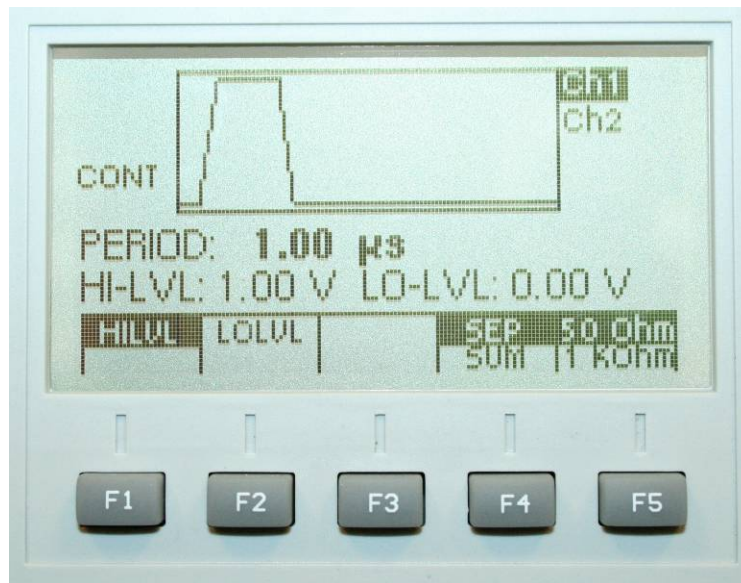 Ch1
Ch2
CONT
PERIOD: 1.00 µs
HI-LVL: 1.00 V LO-LVL: 0.00 V
HILVL LOLVL SEP 50 Ohm
SUM 1 kOhm
F1 F2 F3 F4 F5